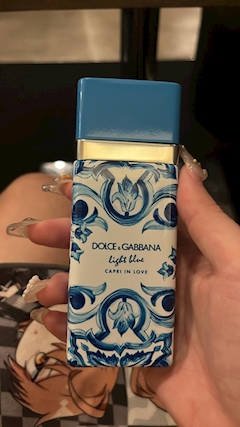 DOLCE & GABBANA
light blue
CAPRI IN LOVE